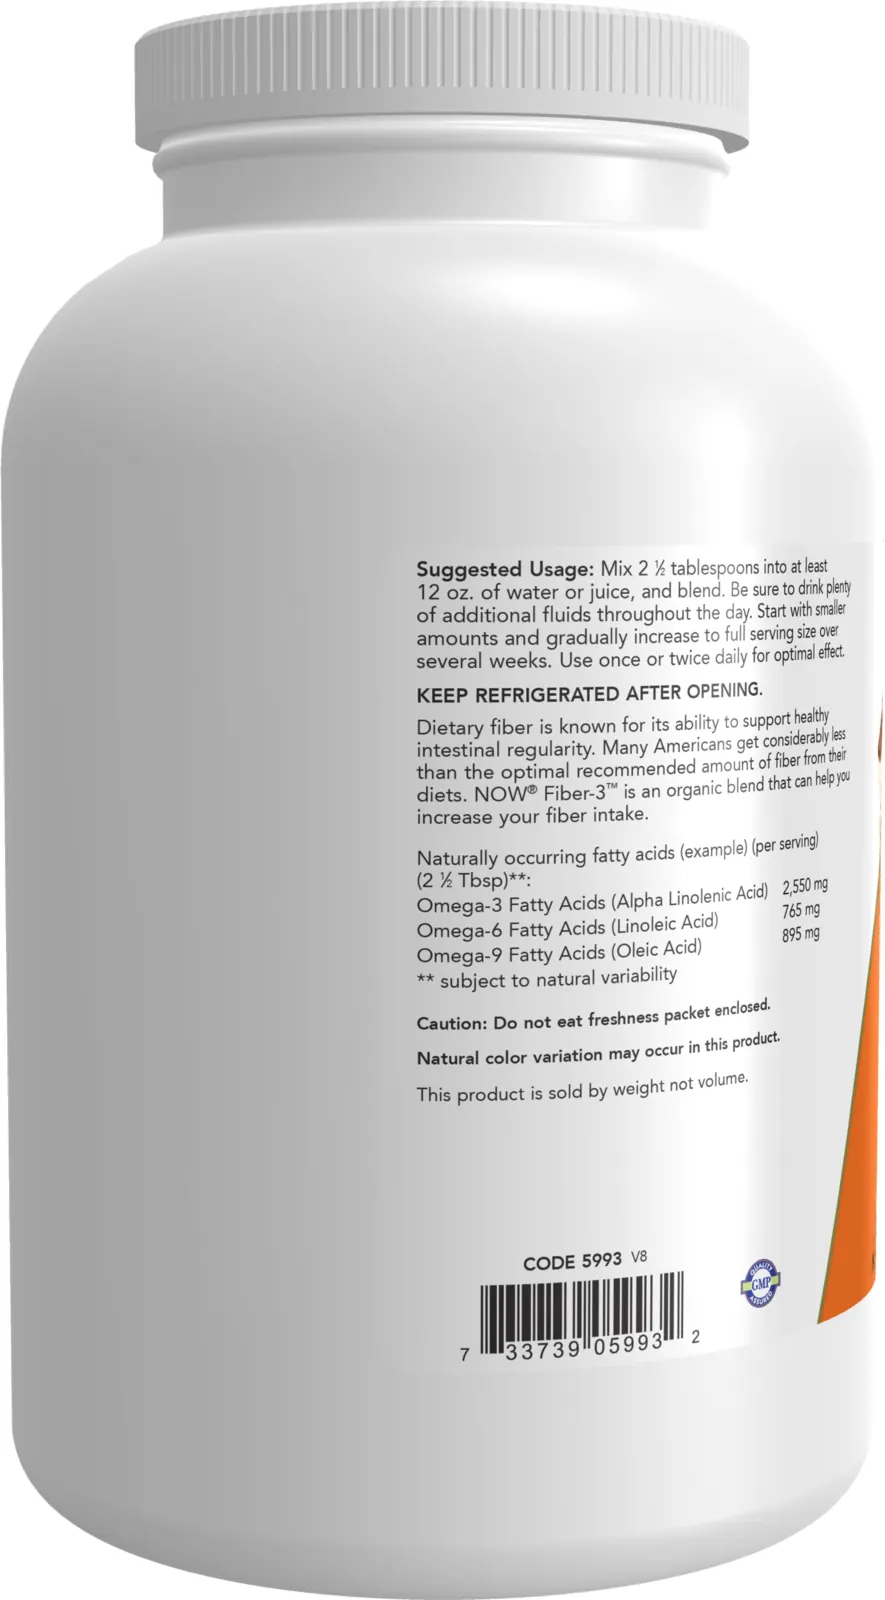 Suggested Usage: Mix 2 ½ tablespoons into at least
12 oz. of water or juice, and blend. Be sure to drink plenty
of additional fluids throughout the day. Start with smaller
amounts and gradually increase to full serving size over
several weeks. Use once or twice daily for optimal effect.
KEEP REFRIGERATED AFTER OPENING.
Dietary fiber is known for its ability to support healthy
intestinal regularity. Many Americans get considerably less
than the optimal recommended amount of fiber from their
diets. NOW® Fiber-3™ is an organic blend that can help you
increase your fiber intake.
Naturally occurring fatty acids (example) (per serving)
(2 ½ Tbsp)**:
Omega-3 Fatty Acids (Alpha Linolenic Acid) 2,550 mg
Omega-6 Fatty Acids (Linoleic Acid) 765 mg
Omega-9 Fatty Acids (Oleic Acid) 895 mg
** subject to natural variability
Caution: Do not eat freshness packet enclosed.
Natural color variation may occur in this product.
This product is sold by weight not volume.
CODE 5993 V8
QUALITY
GMP
ASSURED
7 33739 05993 2